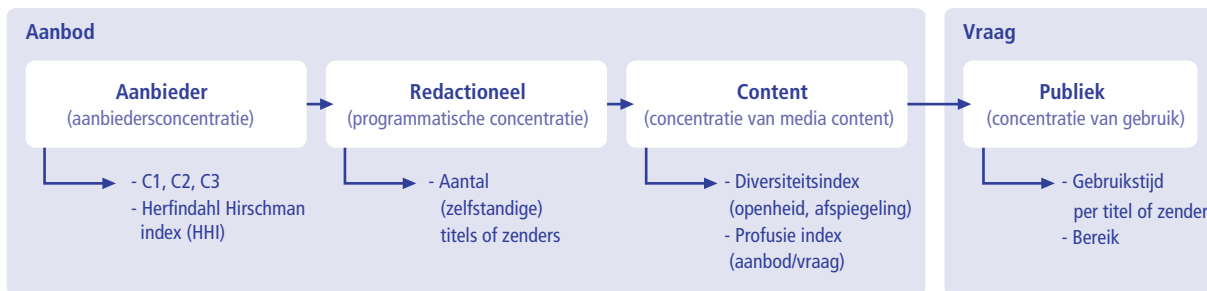 Aanbod
Aanbieder
(aanbiedersconcentratie)
- C1, C2, C3
- Herfindahl Hirschman
index (HHI)
Redactioneel
(programmatische concentratie)
- Aantal
(zelfstandige)
titels of zenders
Content
(concentratie van media content)
- Diversiteitsindex
(openheid, afspiegeling)
- Profusie index
(aanbod/vraag)
Vraag
Publiek
(concentratie van gebruik)
- Gebruikstijd
per titel of zender
- Bereik